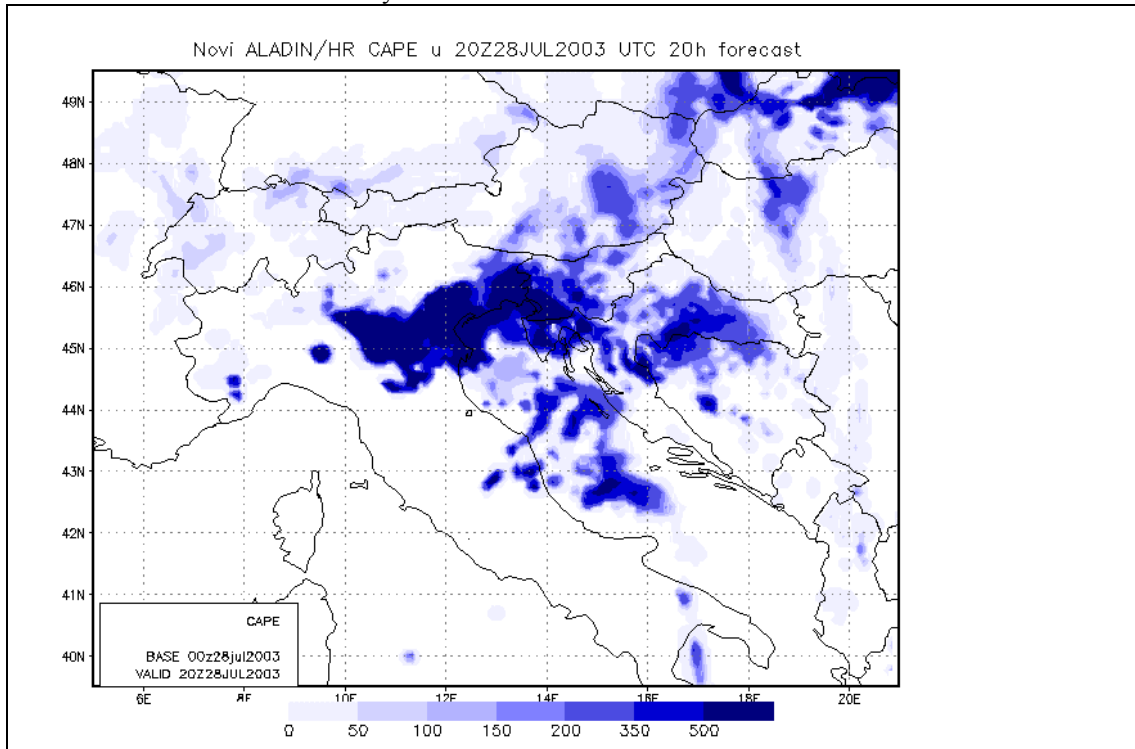 Novi ALADIN/HR CAPE u 20Z28JUL2003 UTC 20h forecast
49N
48N
47N
46N
45N
44N
43N
42N
41N
40N
CAPE
BASE 00z28jul2003
VALID 20Z28JUL2003
6E 8E 10E 12E 14E 16E 18E 20E
0 50 100 150 200 350 500